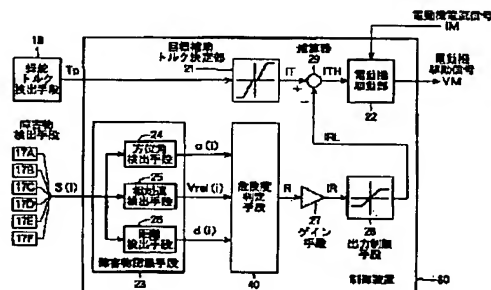 電動機電流信号
IM
18
操舵
トルク
検出手段
Tp
目標補助
トルク決定部
21
IT
減算器
29
ITH
+
-
電動機
駆動部
22
電動機
駆動信号
VM
IRL
障害物
検出手段
17A
17B
17C
17D
17E
17F
S (i)
24
方位角
検出手段
α (i)
25
相対速
検出手段
Vrel (i)
26
距離
検出手段
d (i)
障害物認識手段
23
危険度
判定
手段
40
R
27
ゲイン
手段
IR
28
出力制限
手段
制御装置
60